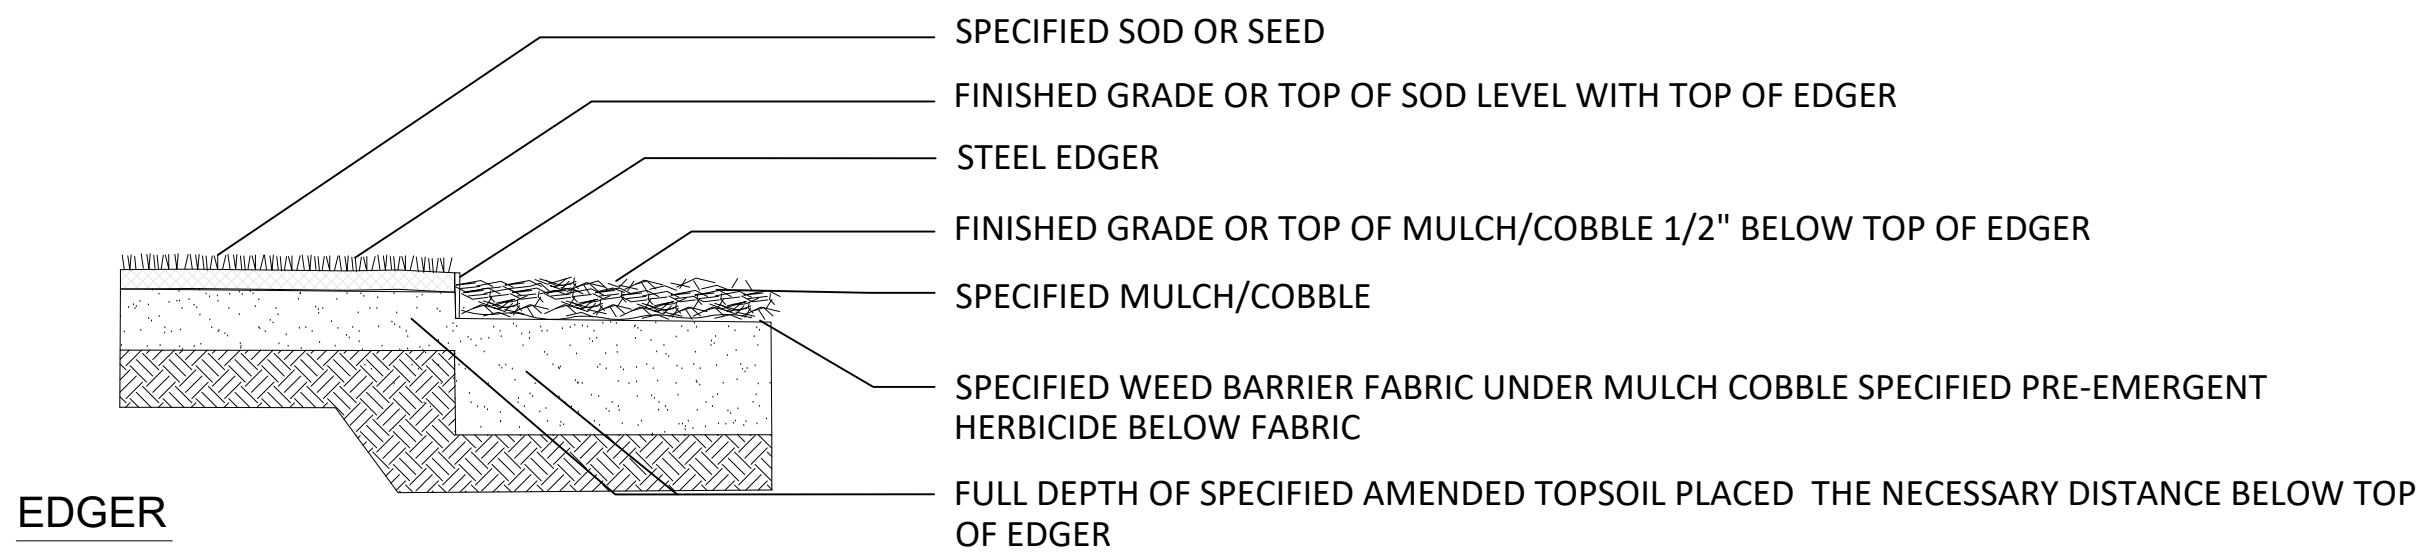 SPECIFIED SOD OR SEED
FINISHED GRADE OR TOP OF SOD LEVEL WITH TOP OF EDGER
STEEL EDGER
FINISHED GRADE OR TOP OF MULCH/COBBLE 1/2" BELOW TOP OF EDGER
SPECIFIED MULCH/COBBLE
SPECIFIED WEED BARRIER FABRIC UNDER MULCH COBBLE SPECIFIED PRE-EMERGENT
HERBICIDE BELOW FABRIC
FULL DEPTH OF SPECIFIED AMENDED TOPSOIL PLACED  THE NECESSARY DISTANCE BELOW TOP
OF EDGER
EDGER